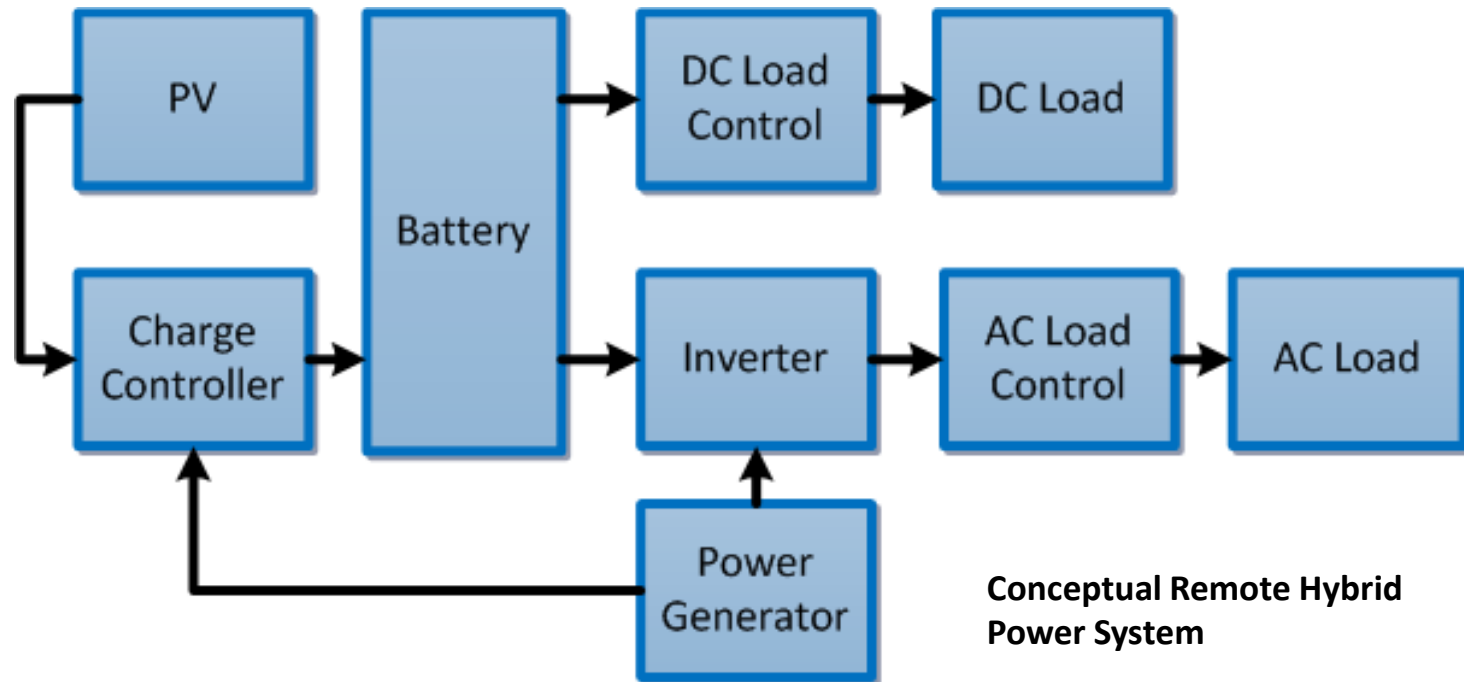 PV
Battery
DC Load
Control
DC Load
Charge
Controller
Inverter
AC Load
Control
AC Load
Power
Generator
Conceptual Remote Hybrid
Power System